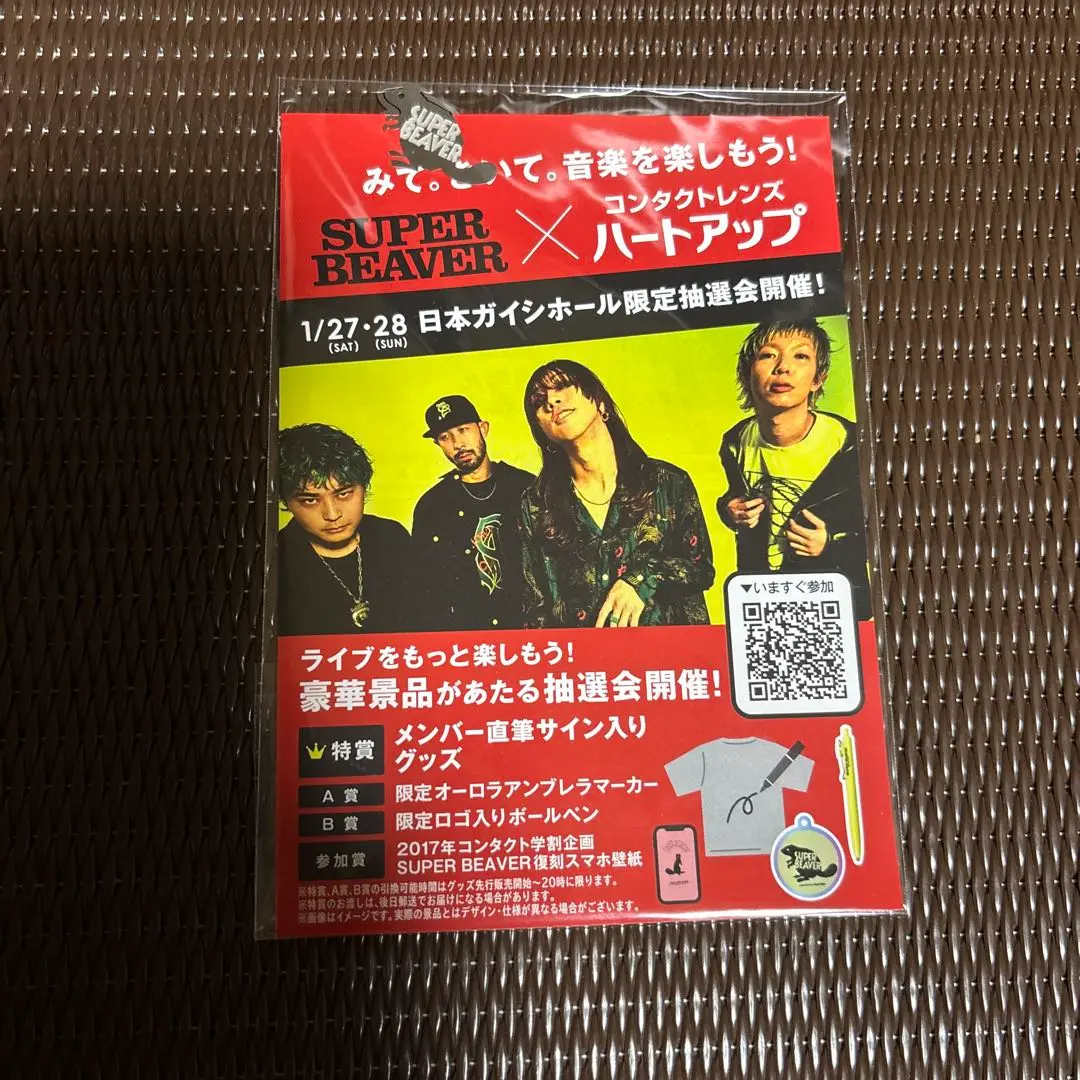 SUPER
BEAVER
みて。きいて。音楽を楽しもう!
SUPER
BEAVER
×
コンタクトレンズ
ハートアップ
1/27・28 日本ガイシホール限定抽選会開催!
(SAT) (SUN)
▼いますぐ参加
ライブをもっと楽しもう!
豪華景品があたる抽選会開催!
特賞 メンバー直筆サイン入り
グッズ
A 賞 限定オーロラアンブレラマーカー
B 賞 限定ロゴ入りボールペン
参加賞 2017年コンタクト学割企画
SUPER BEAVER復刻スマホ壁紙
SUPER
BEAVER
※特賞、A賞、B賞の引換可能時間はグッズ先行販売開始～20時に限ります。
※特賞のお渡しは、後日郵送でお届けになる場合があります。
※画像はイメージです。実際の景品とはデザイン・仕様が異なる場合がございます。